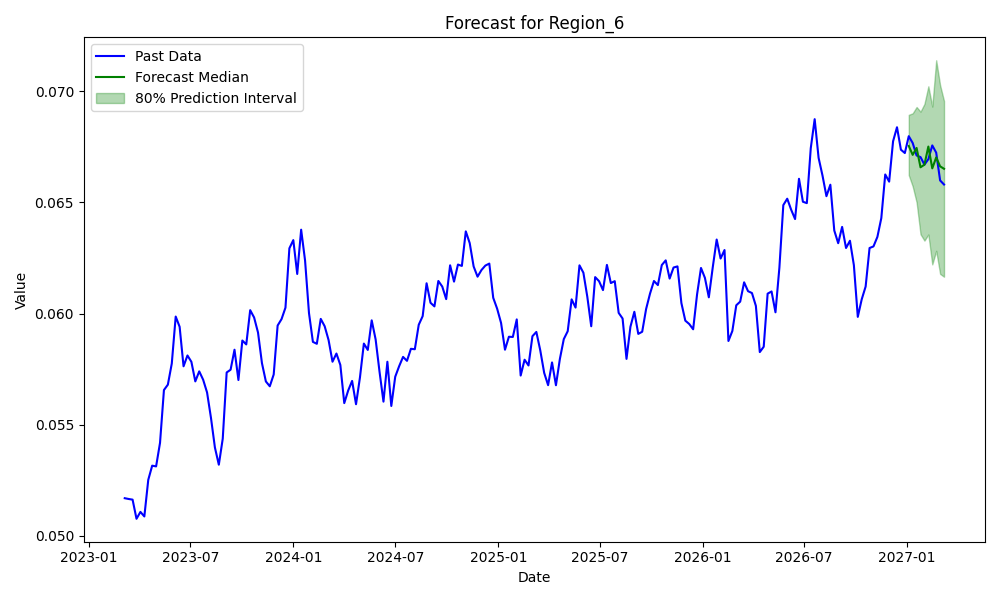 Forecast for Region_6
Past Data
Forecast Median
80% Prediction Interval
0.070
0.065
0.060
0.055
0.050
Value
2023-01 2023-07 2024-01 2024-07 2025-01 2025-07 2026-01 2026-07 2027-01
Date